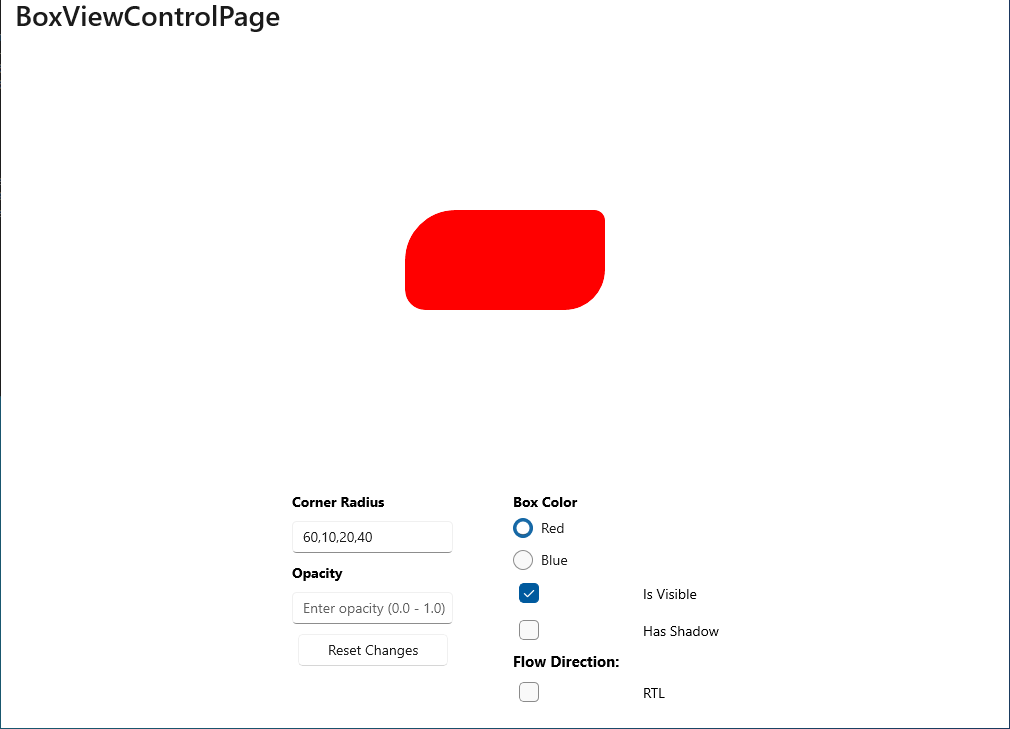 BoxViewControlPage
Corner Radius
60,10,20,40
Opacity
Enter opacity (0.0 - 1.0)
Reset Changes
Box Color
Red
Blue
Is Visible
Has Shadow
Flow Direction:
RTL